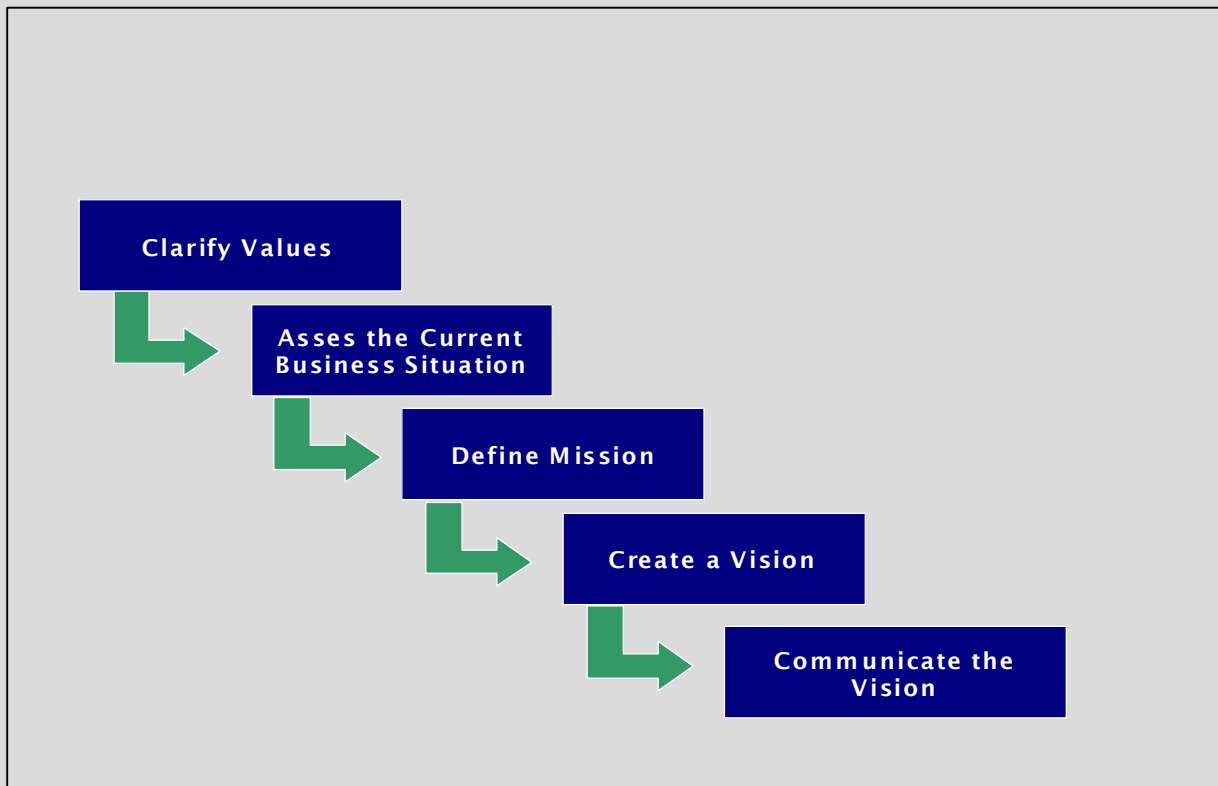 Clarify Values
Asses the Current
Business Situation
Define Mission
Create a Vision
Communicate the
Vision